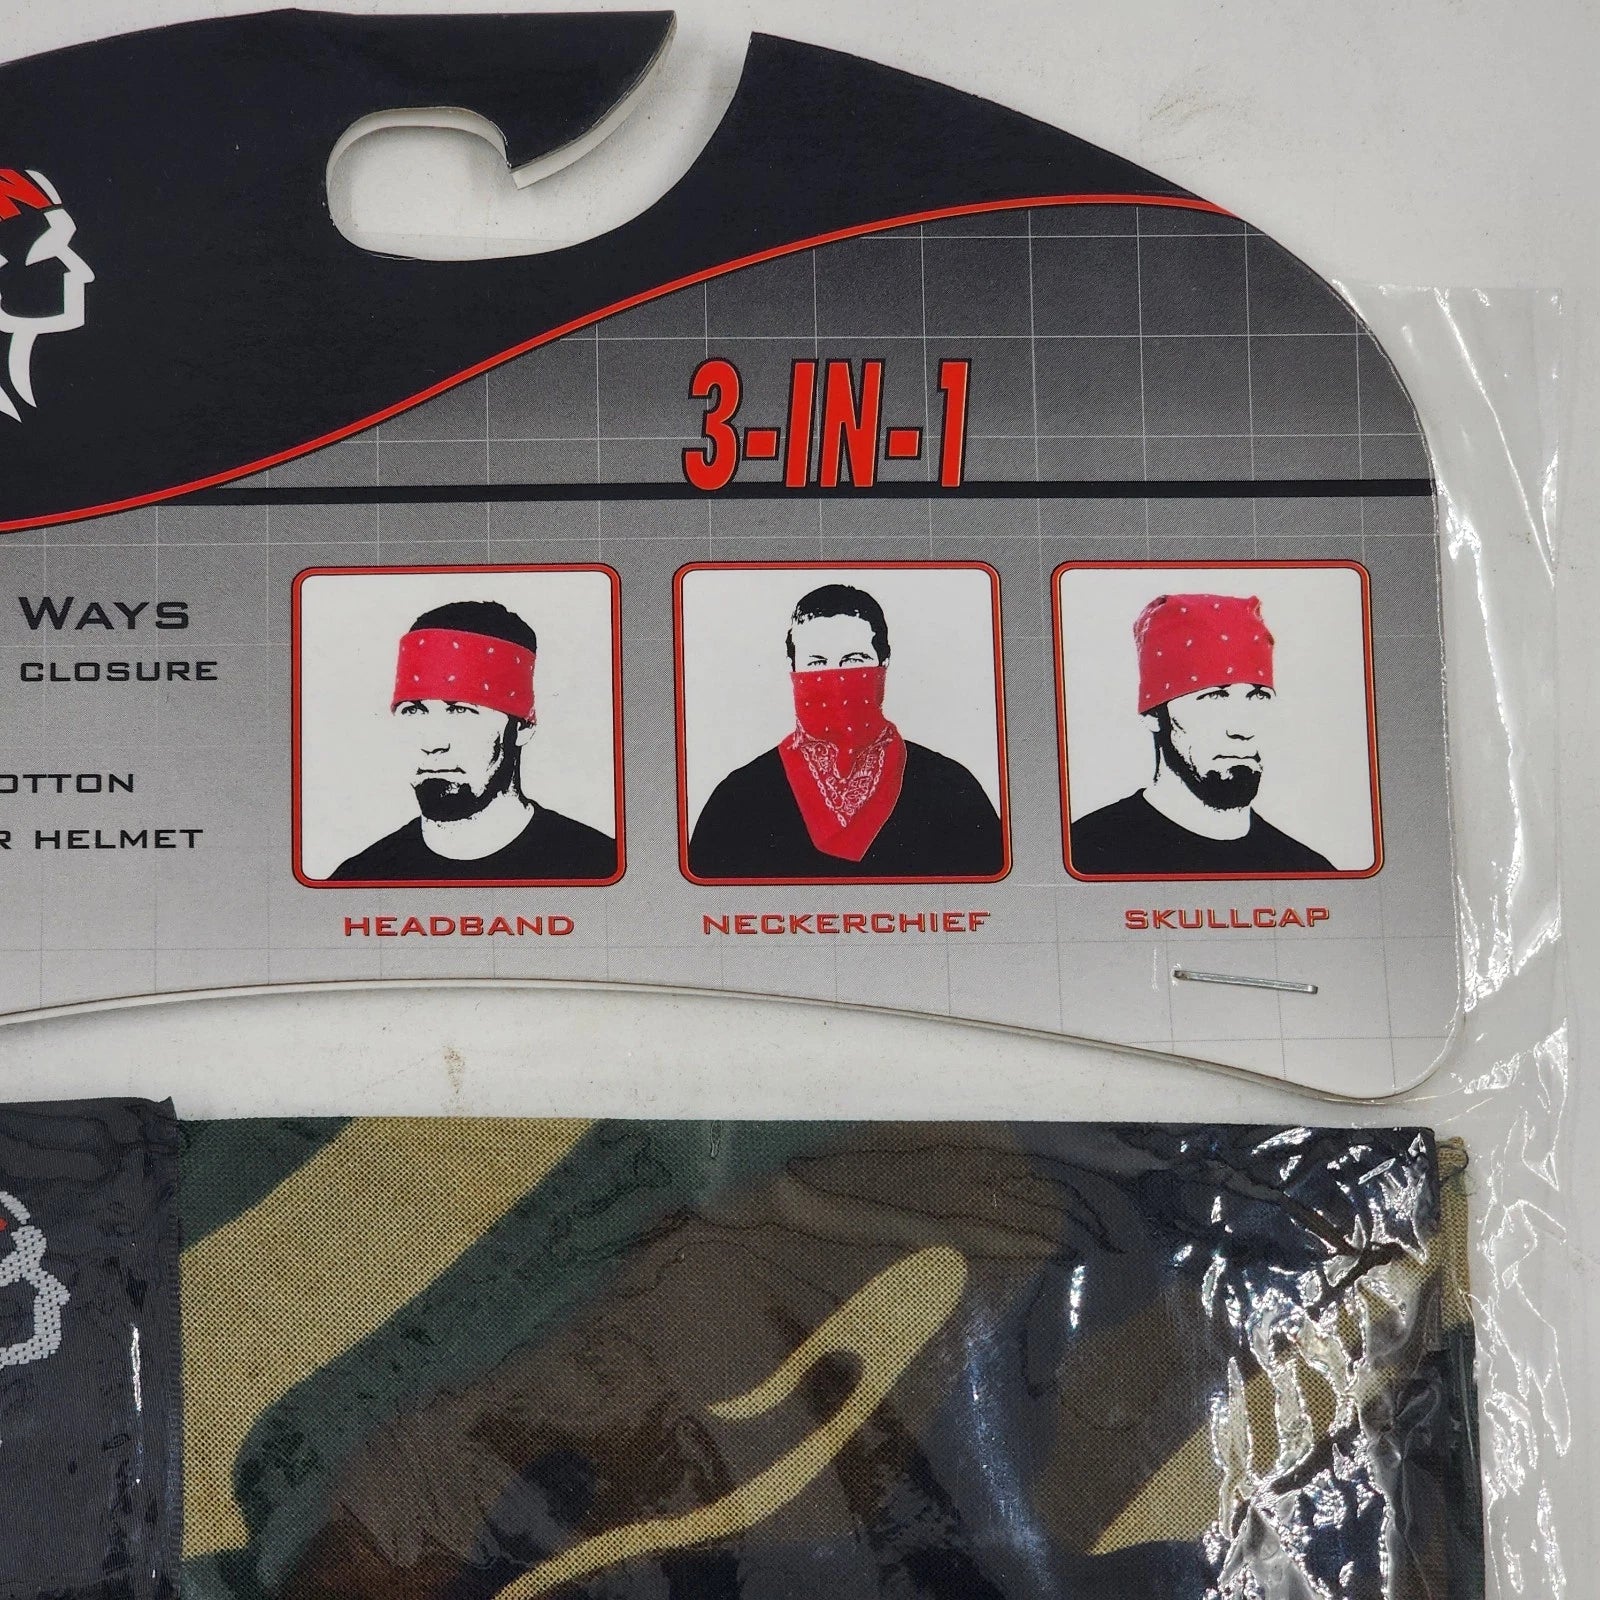 3-IN-1
WAYS
CLOSURE
OTTON
R HELMET
HEADBAND
NECKERCHIEF
SKULLCAP